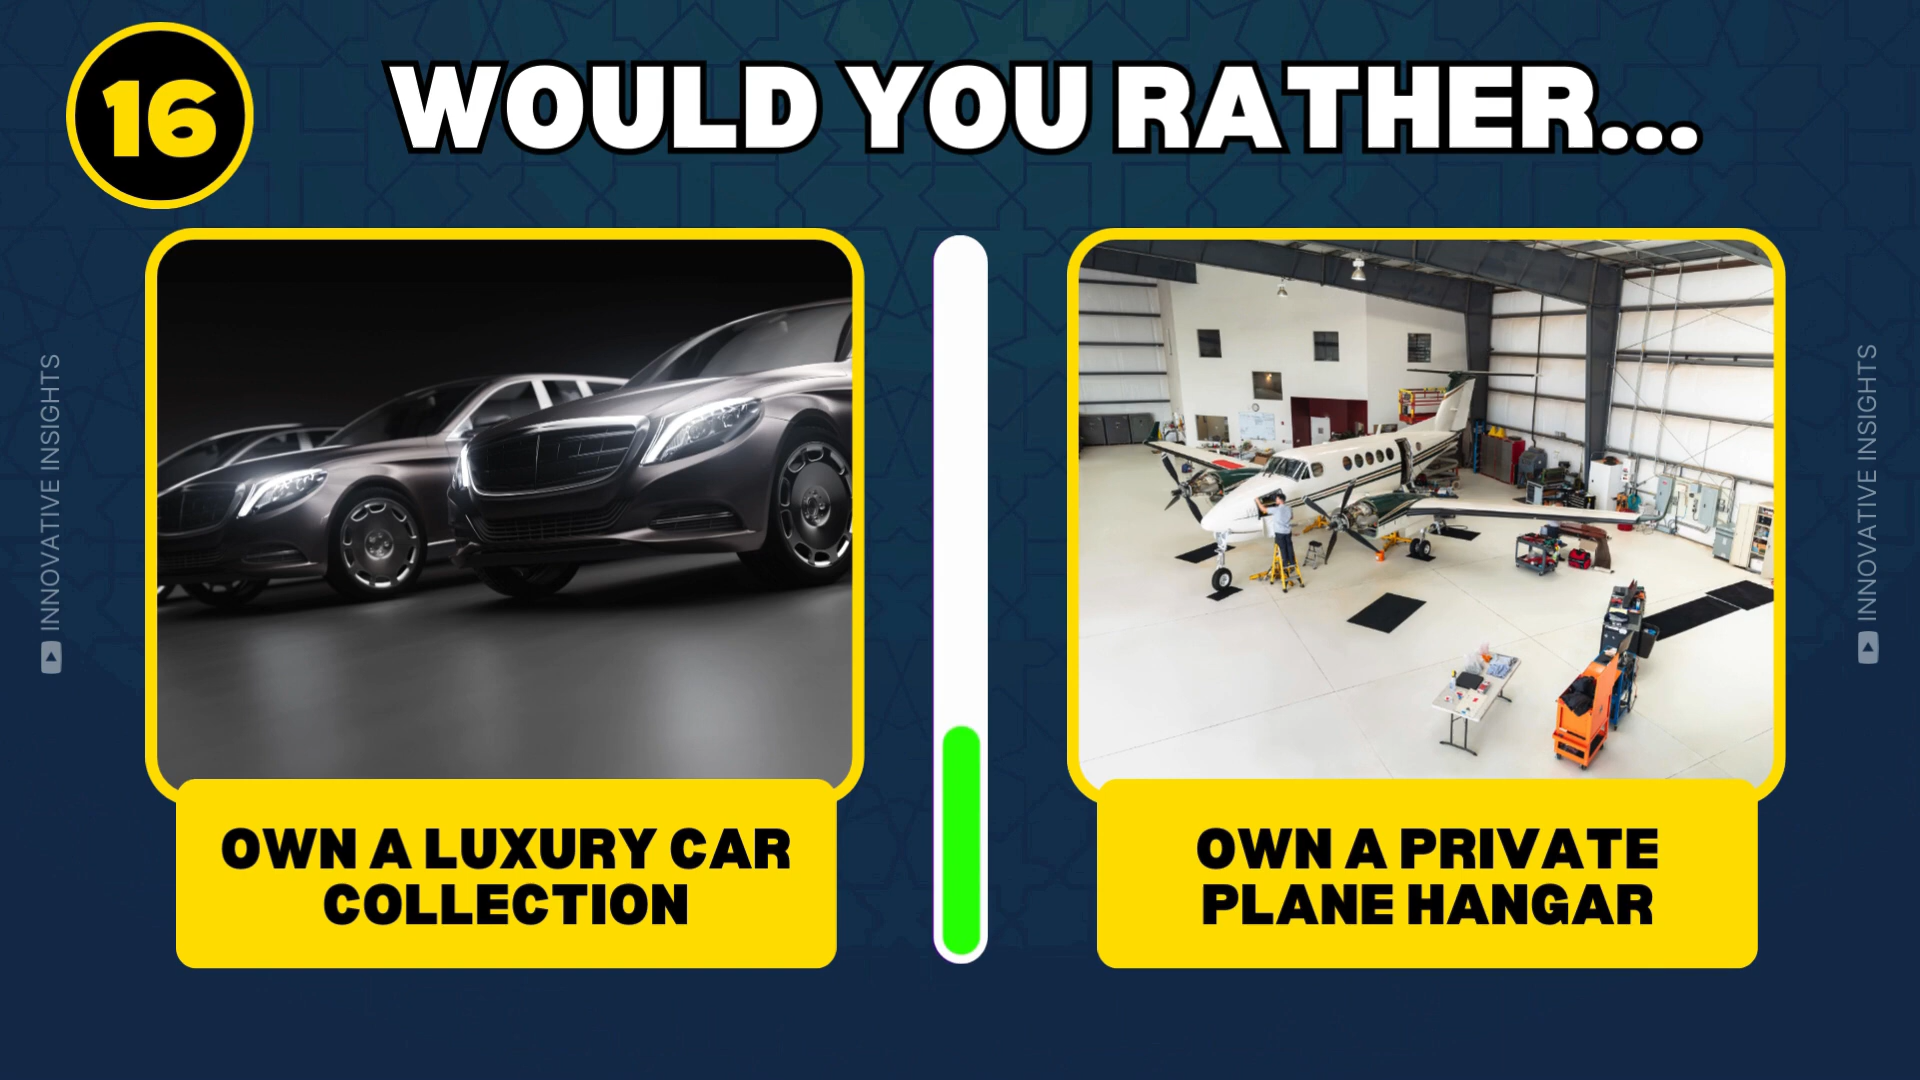 16
WOULD YOU RATHER...
OWN A LUXURY CAR
COLLECTION
OWN A PRIVATE
PLANE HANGAR
INNOVATIVE INSIGHTS
INNOVATIVE INSIGHTS